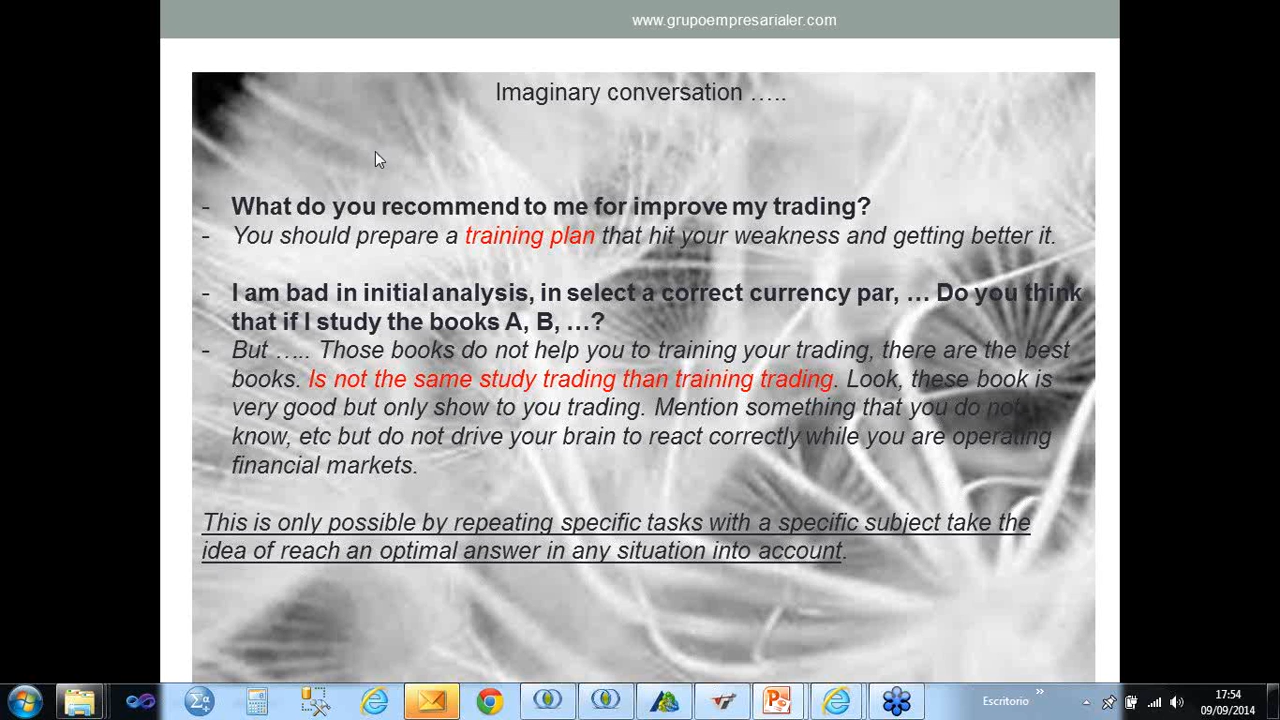 www.grupoempresarialer.com
Imaginary conversation …..
- What do you recommend to me for improve my trading?
- You should prepare a training plan that hit your weakness and getting better it.
- I am bad in initial analysis, in select a correct currency par, … Do you think
that if I study the books A, B, …?
- But ….. Those books do not help you to training your trading, there are the best
books. Is not the same study trading than training trading. Look, these book is
very good but only show to you trading. Mention something that you do not
know, etc but do not drive your brain to react correctly while you are operating
financial markets.
This is only possible by repeating specific tasks with a specific subject take the
idea of reach an optimal answer in any situation into account.
Escritorio »
17:54
09/09/2014